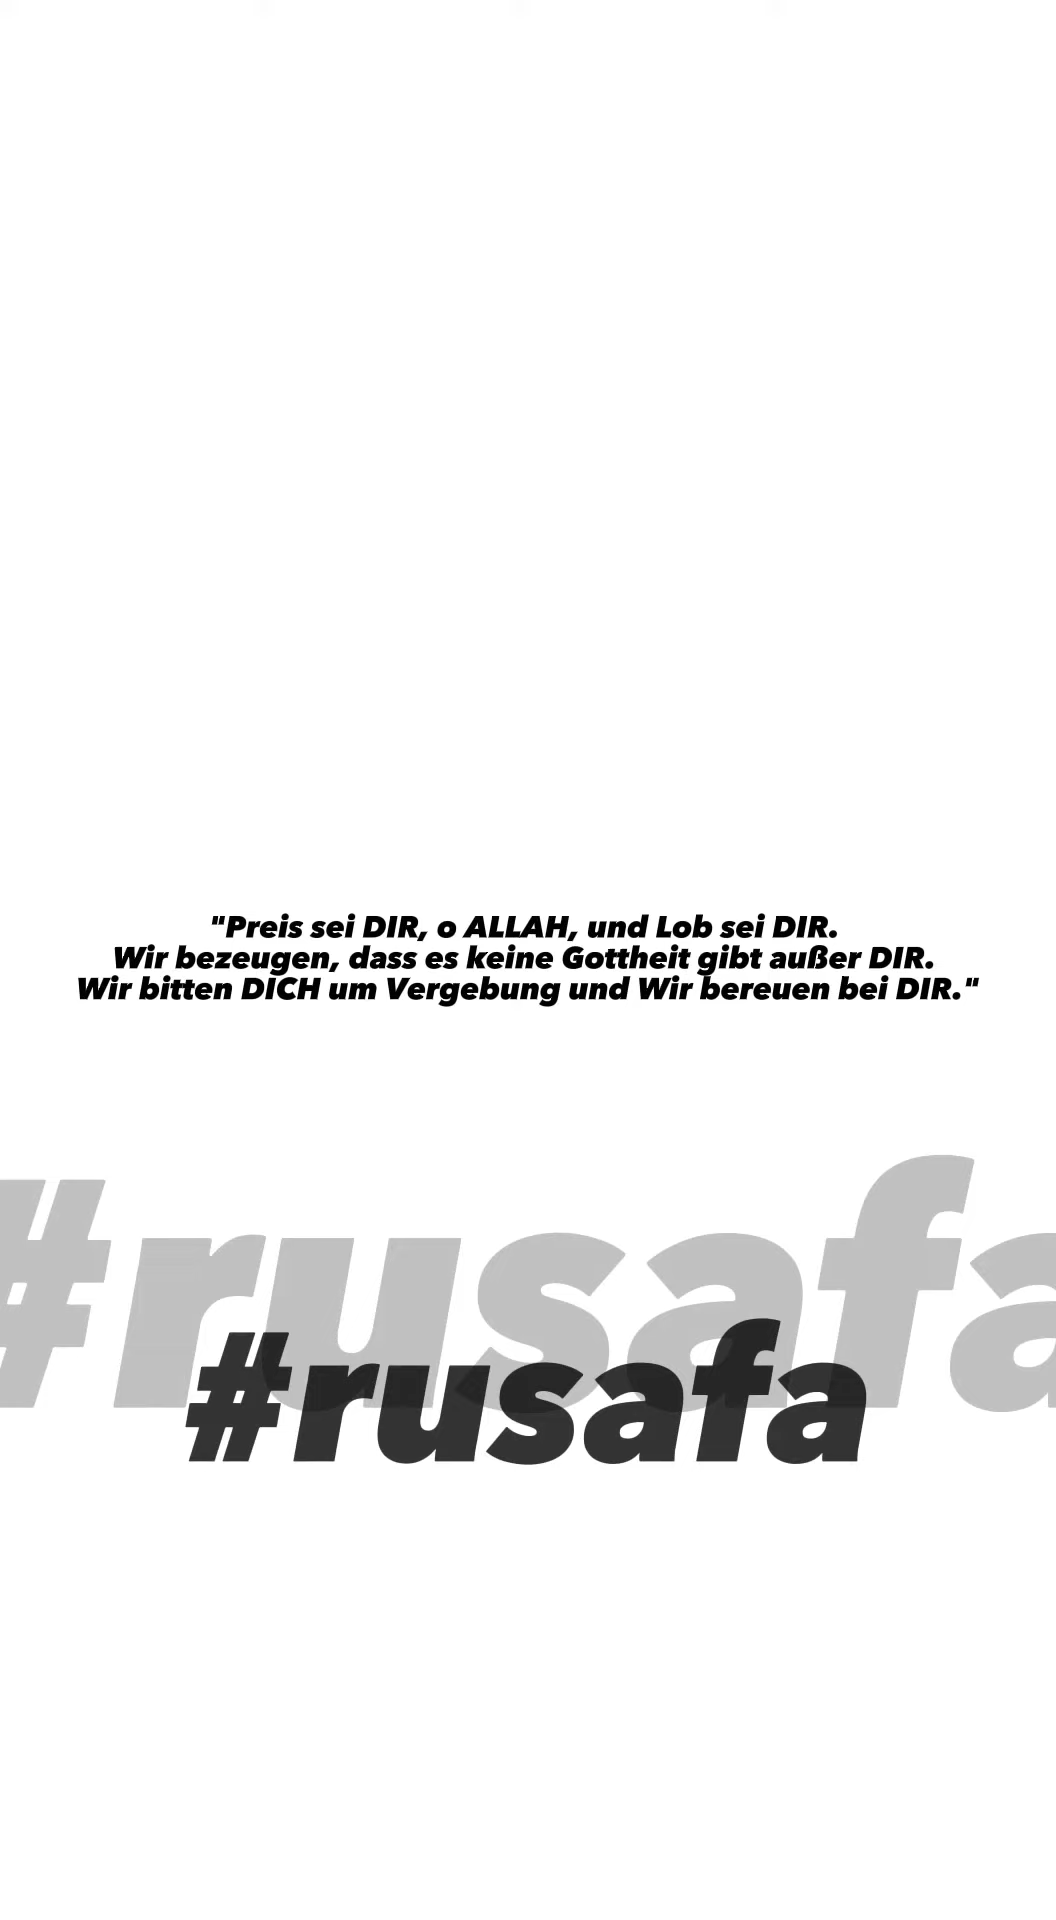 "Preis sei DIR, o ALLAH, und Lob sei DIR.
Wir bezeugen, dass es keine Gottheit gibt außer DIR.
Wir bitten DICH um Vergebung und Wir bereuen bei DIR."
#rusafa
#rusafa